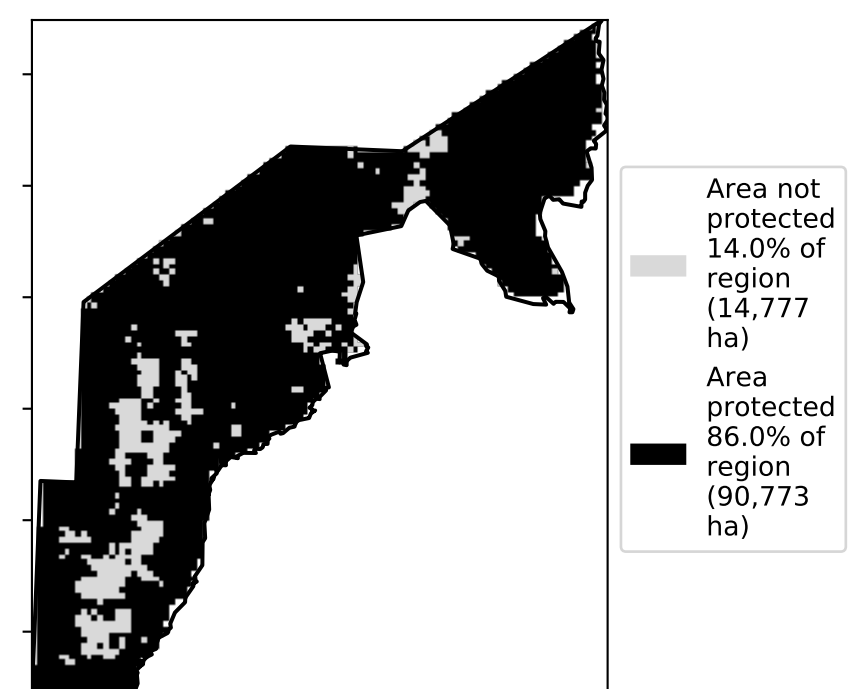 Area not
protected
14.0% of
region
(14,777
ha)
Area
protected
86.0% of
region
(90,773
ha)